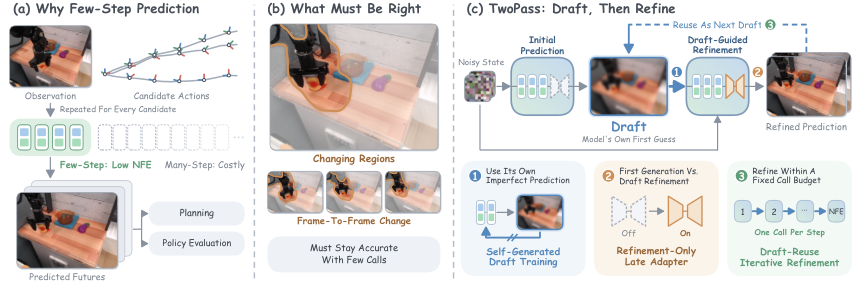 (a) Why Few-Step Prediction
Observation
Candidate Actions
Repeated For Every Candidate
...
Few-Step: Low NFE
Many-Step: Costly
Planning
Policy Evaluation
Predicted Futures
(b) What Must Be Right
Changing Regions
Frame-To-Frame Change
Must Stay Accurate
With Few Calls
(c) TwoPass: Draft, Then Refine
Reuse As Next Draft 3
Initial
Prediction
Draft-Guided
Refinement
Noisy State
1
2
Draft
Model's Own First Guess
Refined Prediction
1 Use Its Own
Imperfect Prediction
Self-Generated
Draft Training
2 First Generation Vs.
Draft Refinement
Off
On
Refinement-Only
Late Adapter
3 Refine Within A
Fixed Call Budget
1
2
...
NFE
One Call Per Step
Draft-Reuse
Iterative Refinement